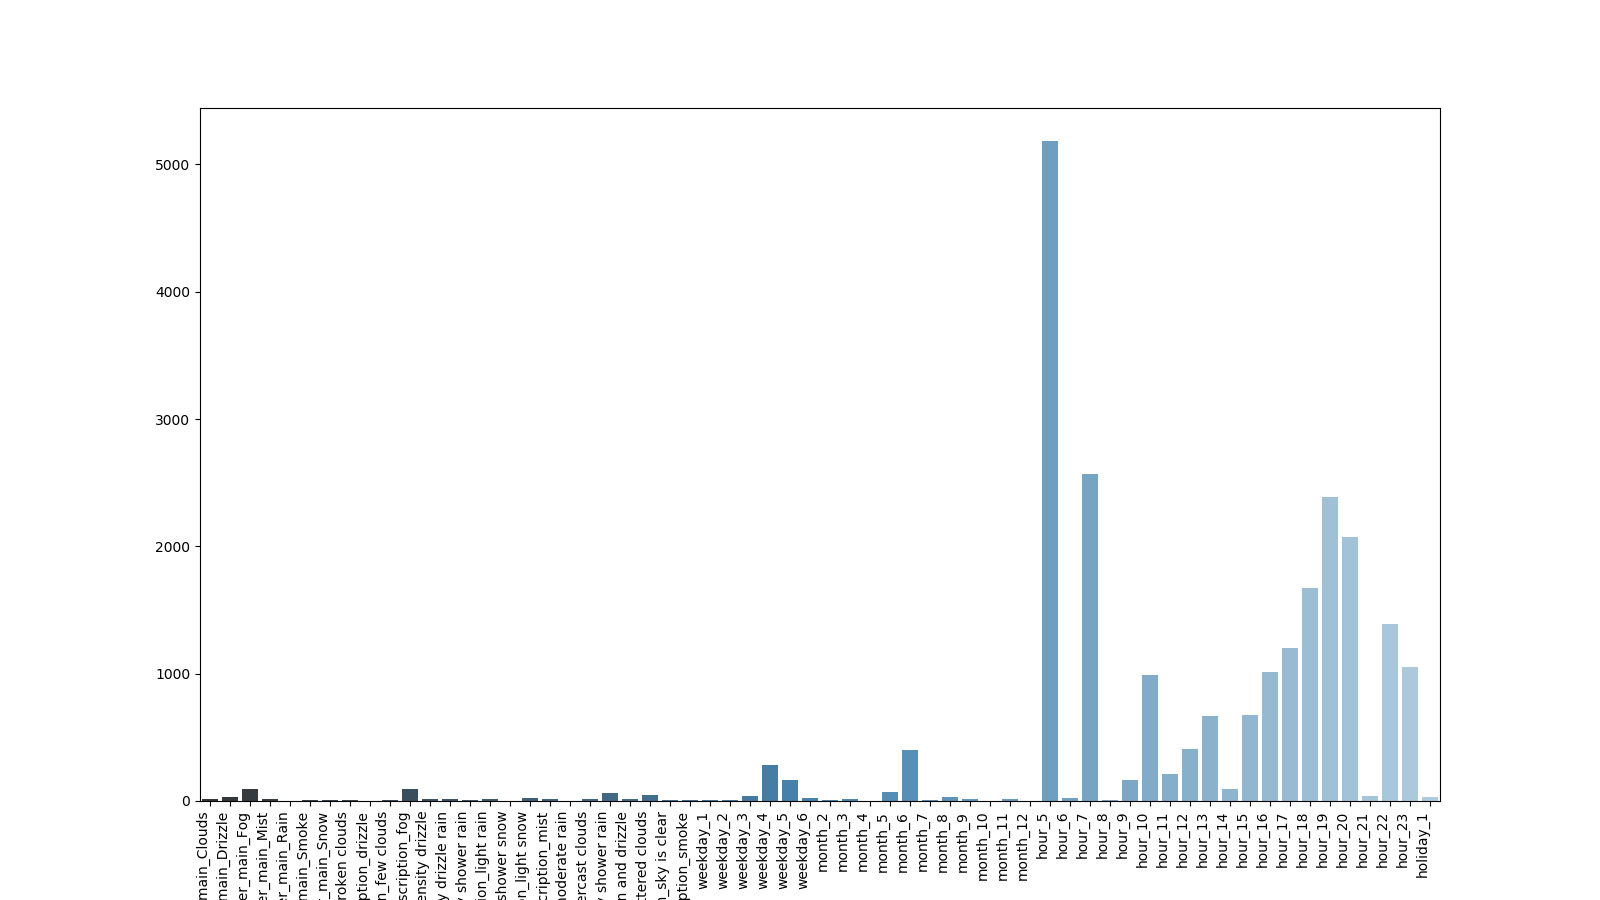 5000
4000
3000
2000
1000
0
main_Clouds
main_Drizzle
er_main_Fog
er_main_Mist
er_main_Rain
main_Smoke
_main_Snow
roken clouds
ption_drizzle
n_few clouds
scription_fog
ensity drizzle
y drizzle rain
shower rain
ion_light rain
shower snow
on_light snow
cription_mist
noderate rain
ercast clouds
shower rain
n and drizzle
tered clouds
n_sky is clear
ption_smoke
weekday_1
weekday_2
weekday_3
weekday_4
weekday_5
weekday_6
month_2
month_3
month_4
month_5
month_6
month_7
month_8
month_9
month_10
month_11
month_12
hour_5
hour_6
hour_7
hour_8
hour_9
hour_10
hour_11
hour_12
hour_13
hour_14
hour_15
hour_16
hour_17
hour_18
hour_19
hour_20
hour_21
hour_22
hour_23
holiday_1